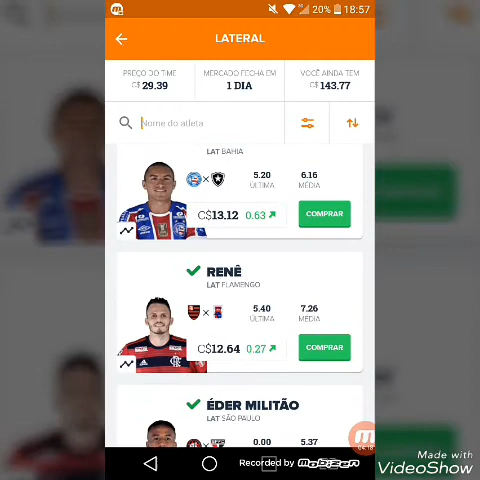 20% 18:57
LATERAL
PREÇO DO TIME
C$ 29.39
MERCADO FECHA EM
1 DIA
VOCÊ AINDA TEM
C$ 143.77
Nome do atleta
LAT BAHIA
5.20
ÚLTIMA
6.16
MÉDIA
C$13.12 0.63
COMPRAR
RENÊ
LAT FLAMENGO
5.40
ÚLTIMA
7.26
MÉDIA
C$12.64 0.27
COMPRAR
ÉDER MILITÃO
LAT SÃO PAULO
0.00
5.37
04:18
Recorded by mobizen
Made with
VideoShow